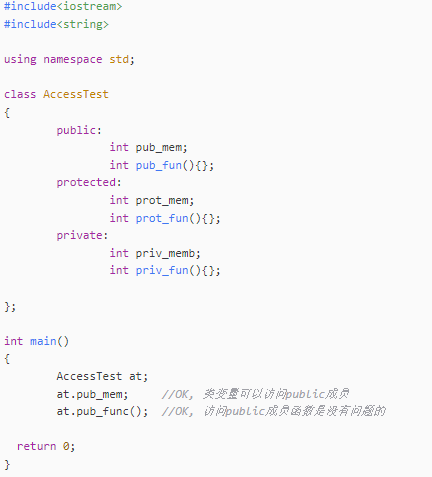 #include<iostream>
#include<string>
using namespace std;
class AccessTest
{
public:
int pub_mem;
int pub_fun(){};
protected:
int prot_mem;
int prot_fun(){};
private:
int priv_memb;
int priv_fun(){};
};
int main()
{
AccessTest at;
at.pub_mem; //OK, 类变量可以访问public成员
at.pub_func(); //OK, 访问public成员函数是没有问题的
return 0;
}